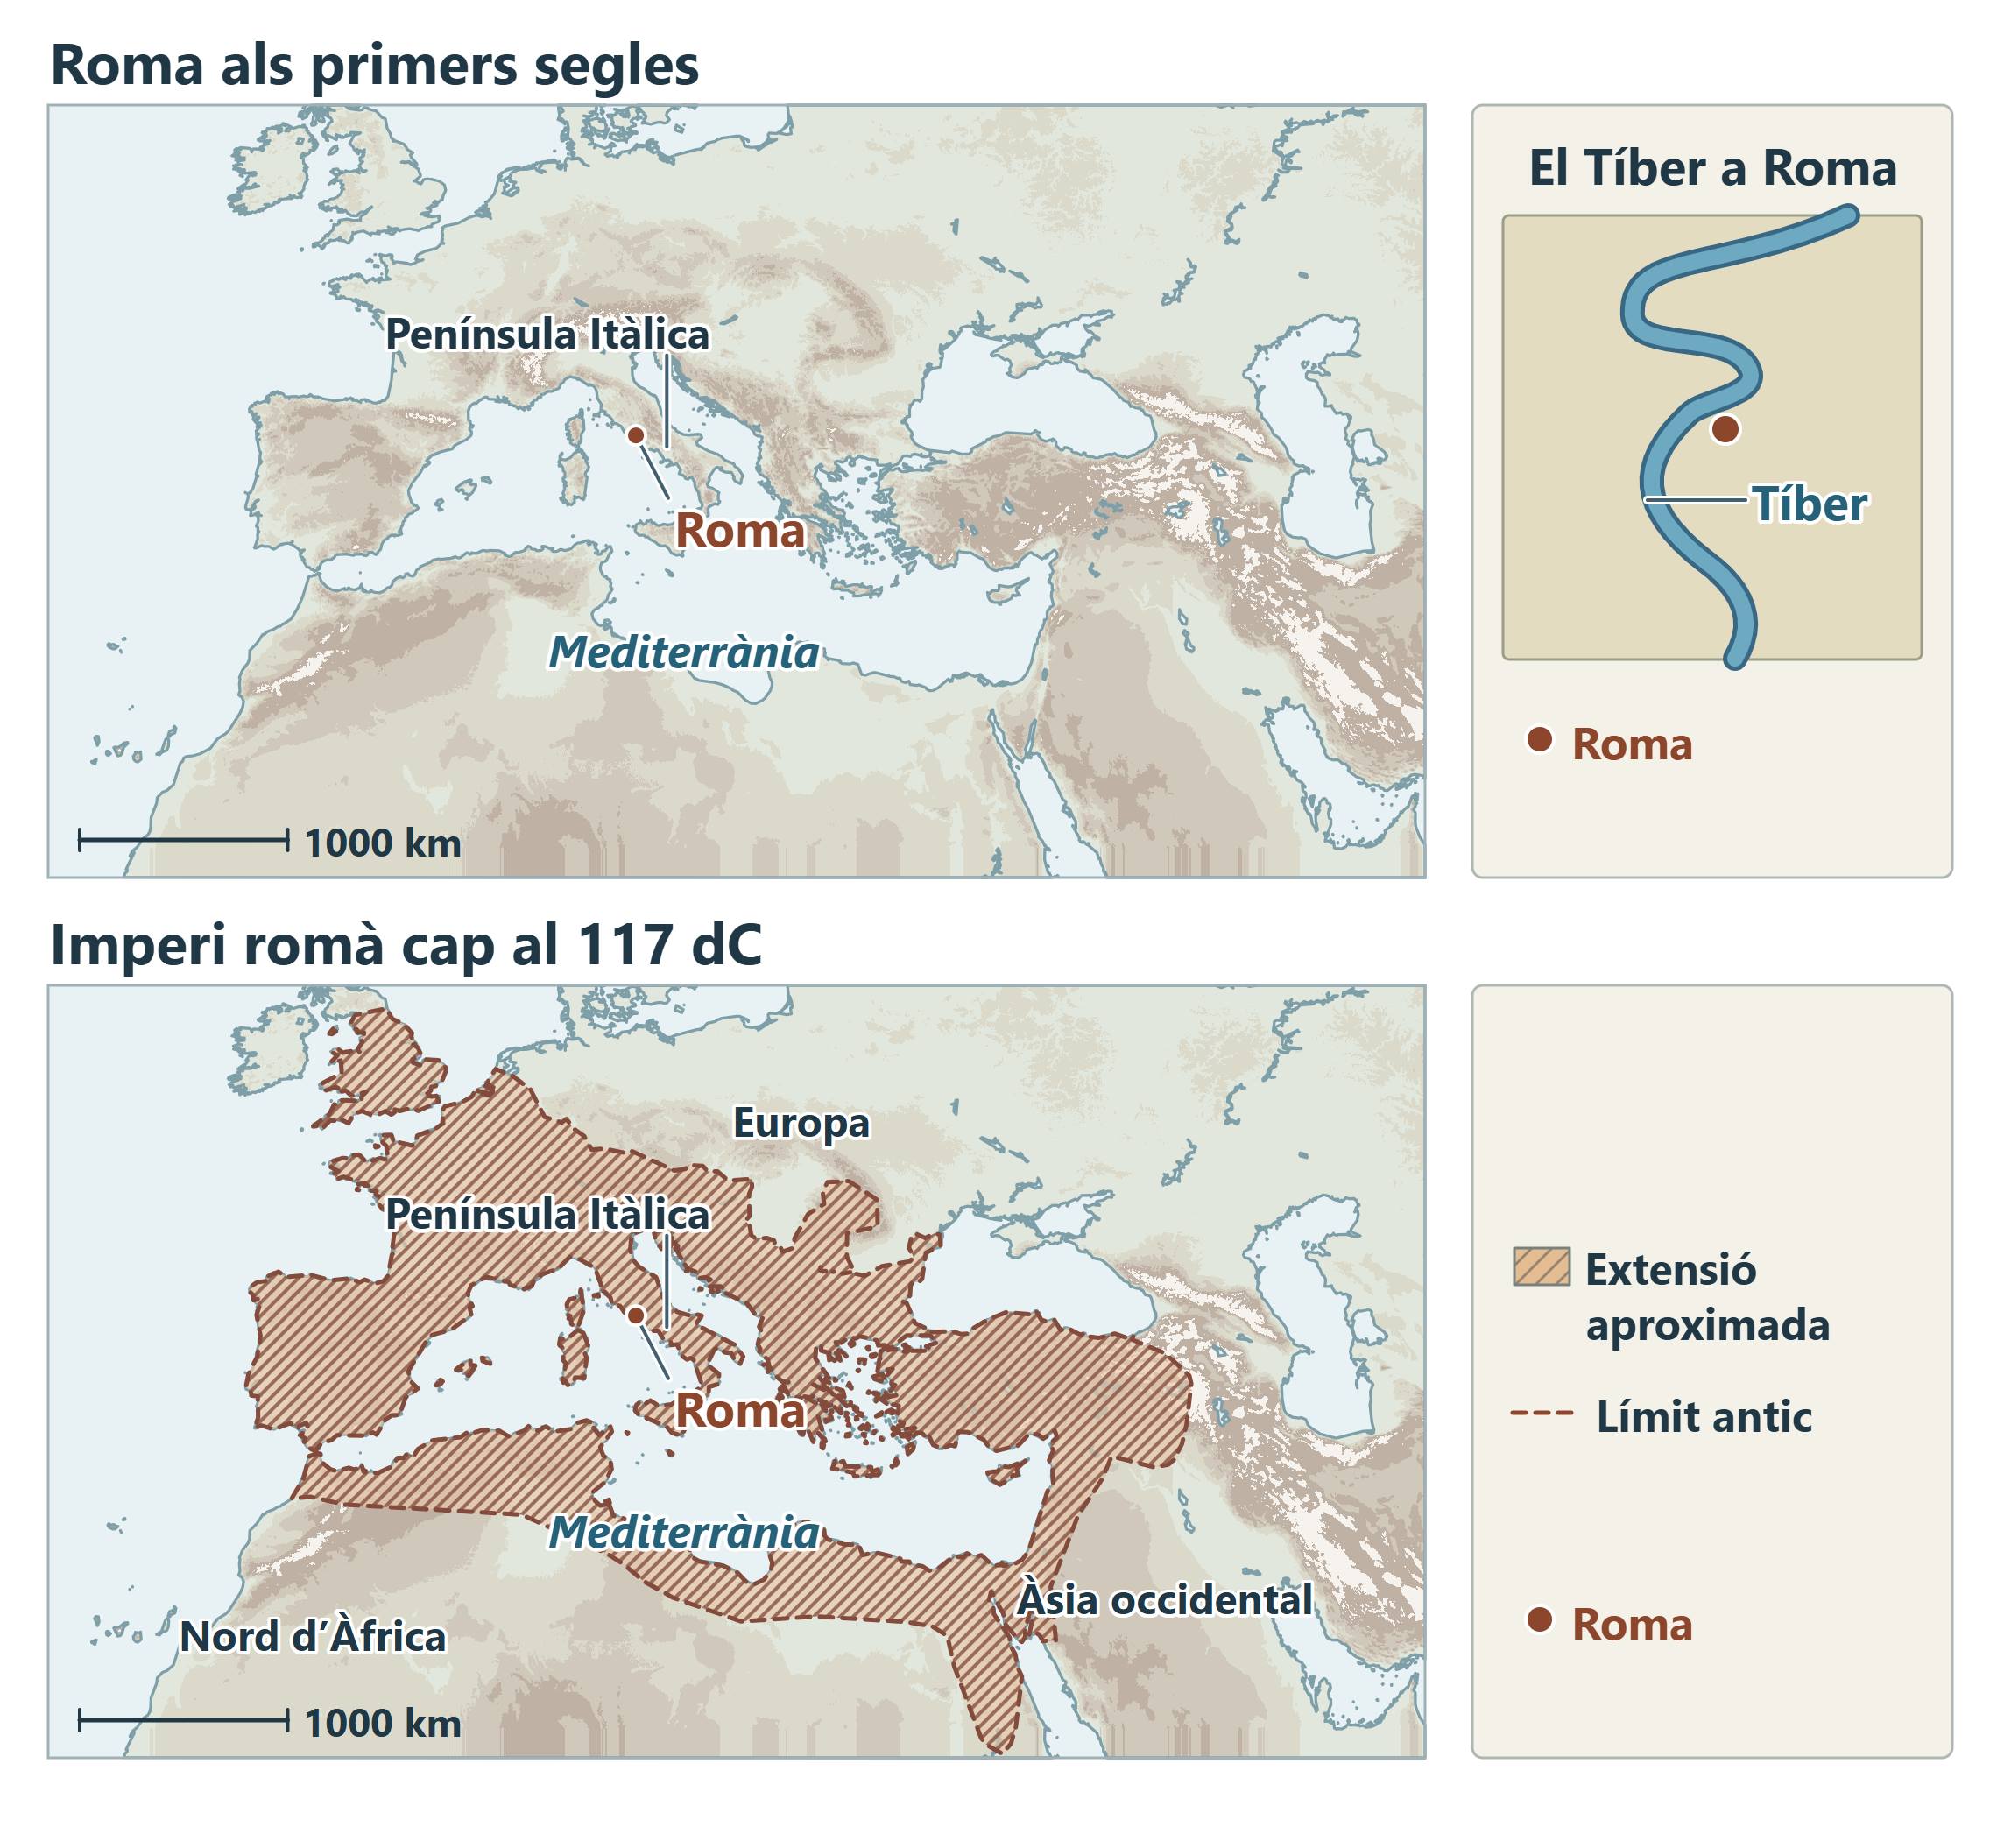 Roma als primers segles
Península Itàlica
Roma
Mediterrània
1000 km
El Tíber a Roma
Tíber
Roma
Imperi romà cap al 117 dC
Europa
Península Itàlica
Roma
Mediterrània
Àsia occidental
Nord d’Àfrica
1000 km
Extensió
aproximada
Límit antic
Roma